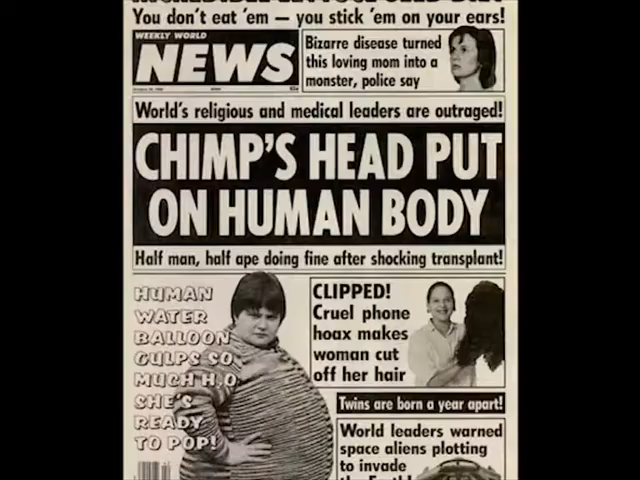 You don't eat 'em — you stick 'em on your ears!
WEEKLY WORLD
NEWS
Bizarre disease turned
this loving mom into a
monster, police say
World's religious and medical leaders are outraged!
CHIMP'S HEAD PUT
ON HUMAN BODY
Half man, half ape doing fine after shocking transplant!
HUMAN
WATER
BALLOON
GULPS SO
MUCH H₂O
SHE'S
READY
TO POP!
CLIPPED!
Cruel phone
hoax makes
woman cut
off her hair
Twins are born a year apart!
World leaders warned
space aliens plotting
to invade